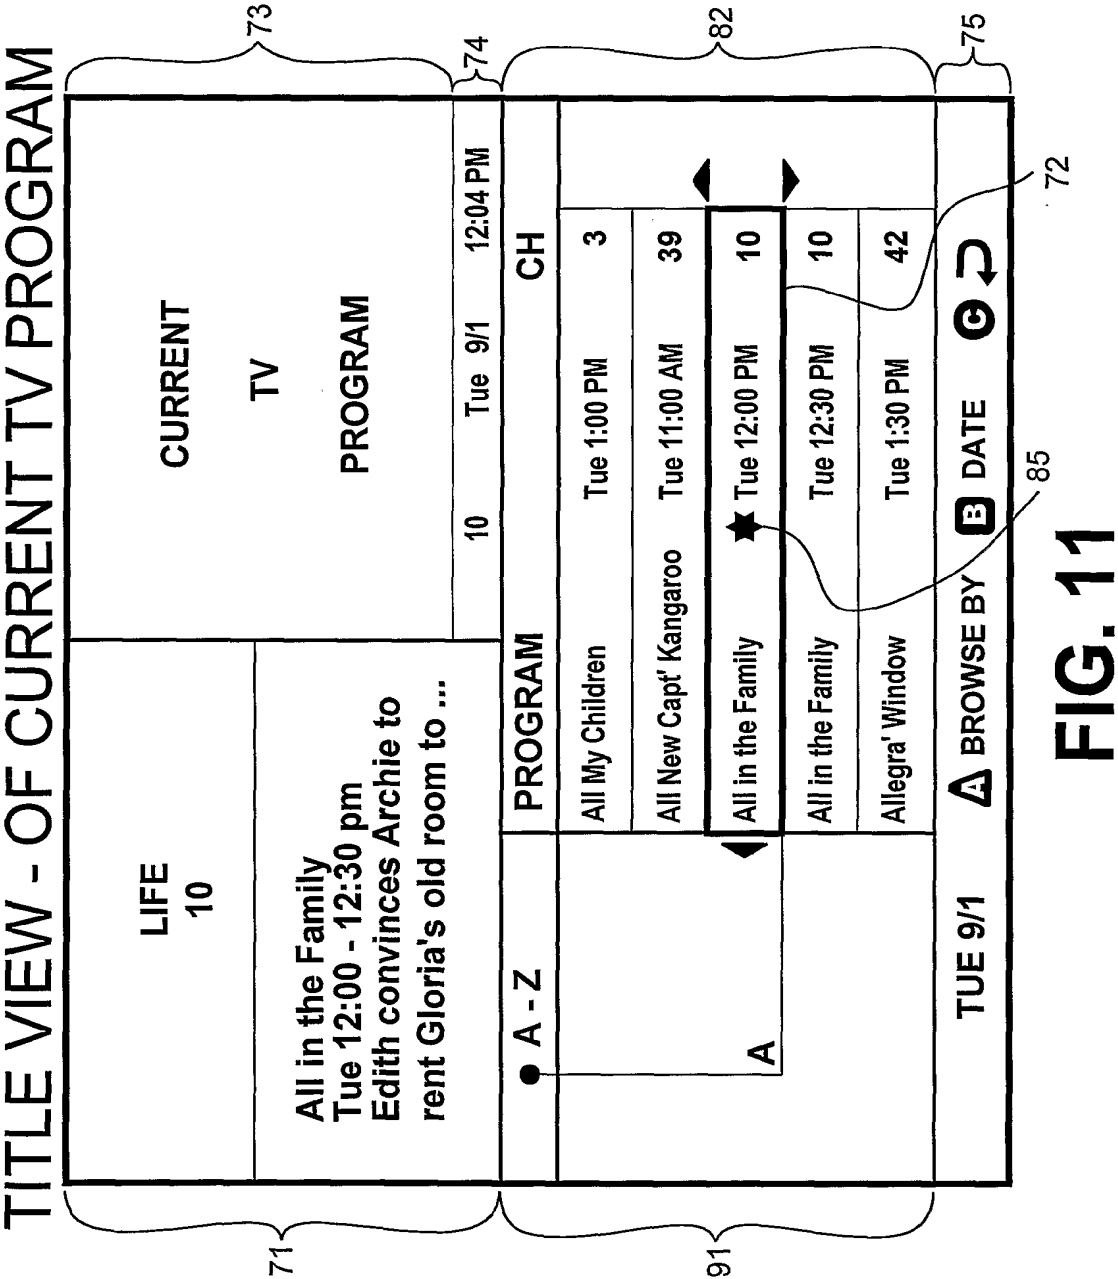 TITLE VIEW - OF CURRENT TV PROGRAM
71
73
LIFE
10
CURRENT
TV
PROGRAM
All in the Family
Tue 12:00 - 12:30 pm
Edith convinces Archie to
rent Gloria's old room to ...
10 Tue 9/1 12:04 PM
74
91
82
A - Z PROGRAM CH
All My Children Tue 1:00 PM 3
All New Capt' Kangaroo Tue 11:00 AM 39
A All in the Family Tue 12:00 PM 10
All in the Family Tue 12:30 PM 10
Allegra' Window Tue 1:30 PM 42
TUE 9/1 A BROWSE BY B DATE C
75
85
72
FIG. 11